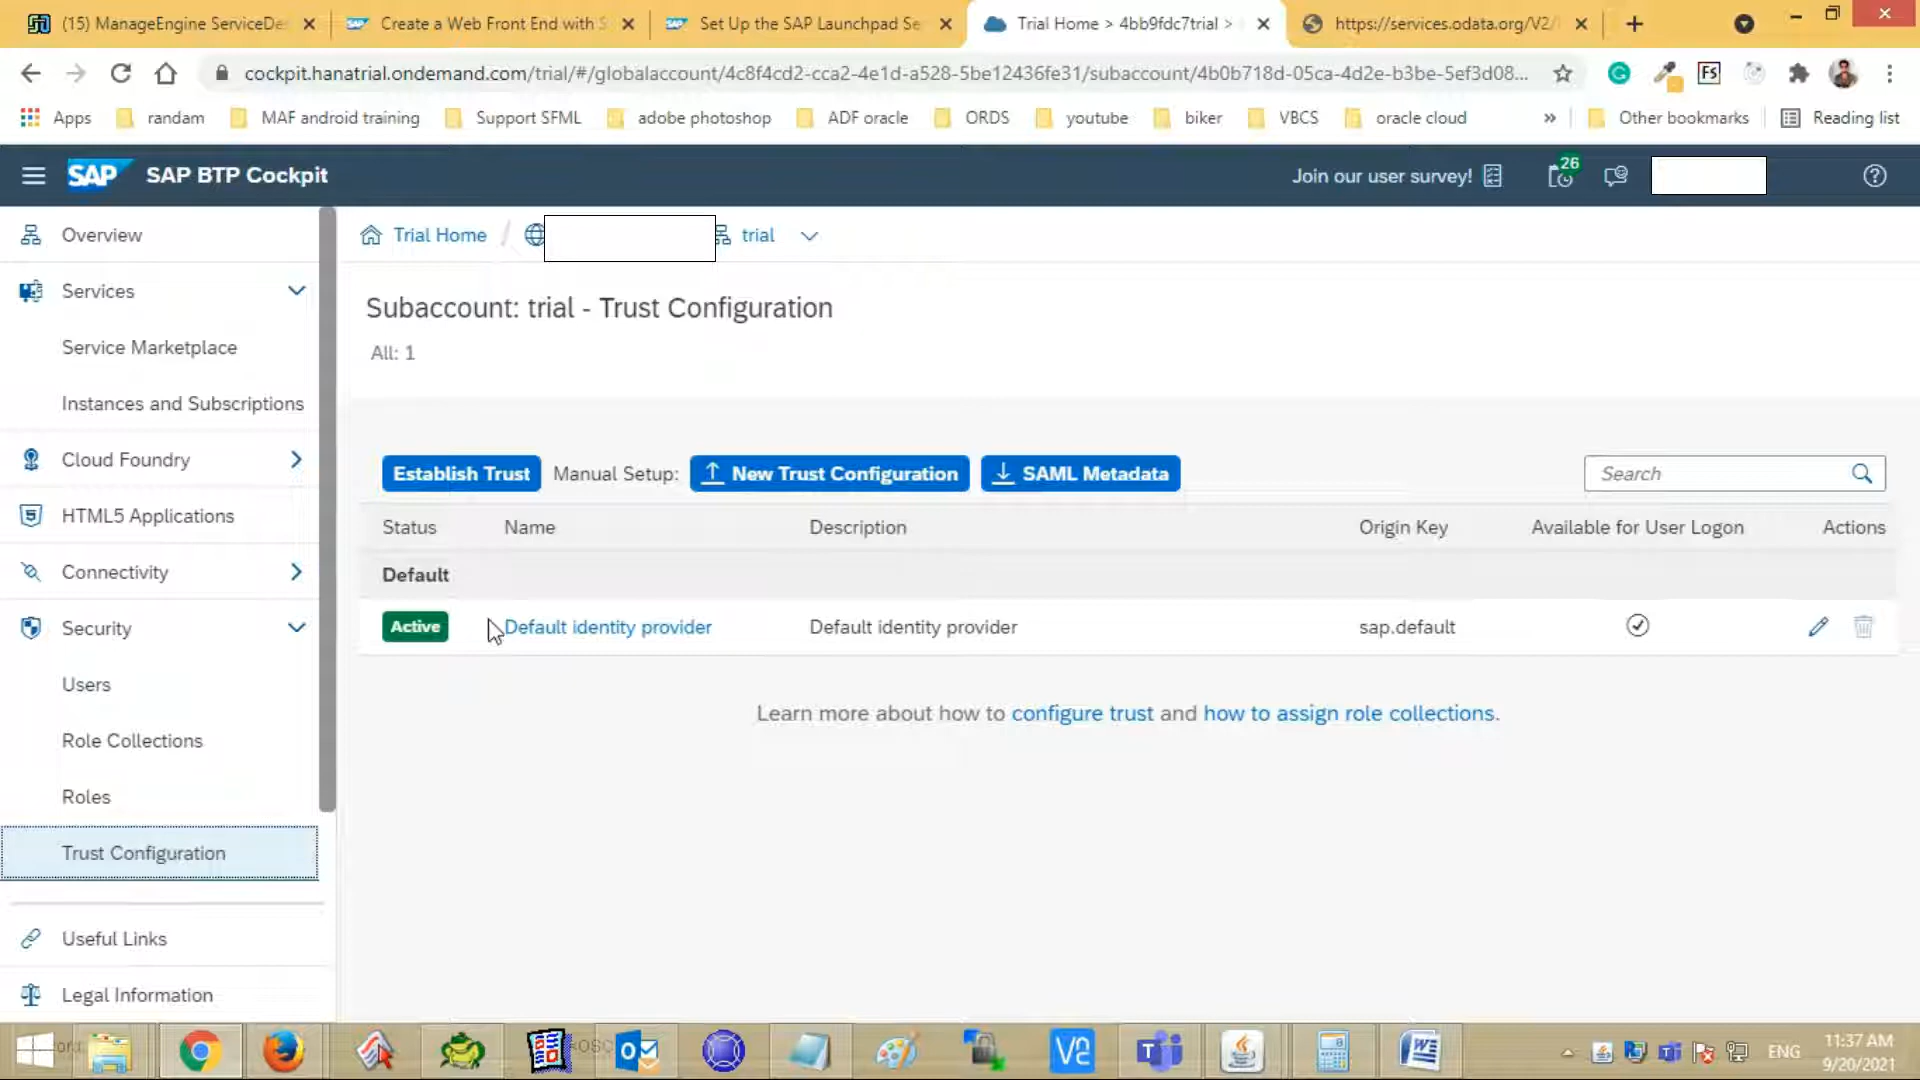 (15) ManageEngine ServiceDe
Create a Web Front End with S
Set Up the SAP Launchpad Se
Trial Home > 4bb9fdc7trial >
https://services.odata.org/V2/
cockpit.hanatrial.ondemand.com/trial/#/globalaccount/4c8f4cd2-cca2-4e1d-a528-5be12436fe31/subaccount/4b0b718d-05ca-4d2e-b3be-5ef3d08...
Apps
randam
MAF android training
Support SFML
adobe photoshop
ADF oracle
ORDS
youtube
biker
VBCS
oracle cloud
»
Other bookmarks
Reading list
SAP
SAP BTP Cockpit
Join our user survey!
26
Overview
Services
Service Marketplace
Instances and Subscriptions
Cloud Foundry
HTML5 Applications
Connectivity
Security
Users
Role Collections
Roles
Trust Configuration
Useful Links
Legal Information
Trial Home /
trial
Subaccount: trial - Trust Configuration
All: 1
Establish Trust
Manual Setup:
New Trust Configuration
SAML Metadata
Search
Status Name Description Origin Key Available for User Logon Actions
Default
Active Default identity provider Default identity provider sap.default
Learn more about how to configure trust and how to assign role collections.
ENG
11:37 AM
9/20/2021